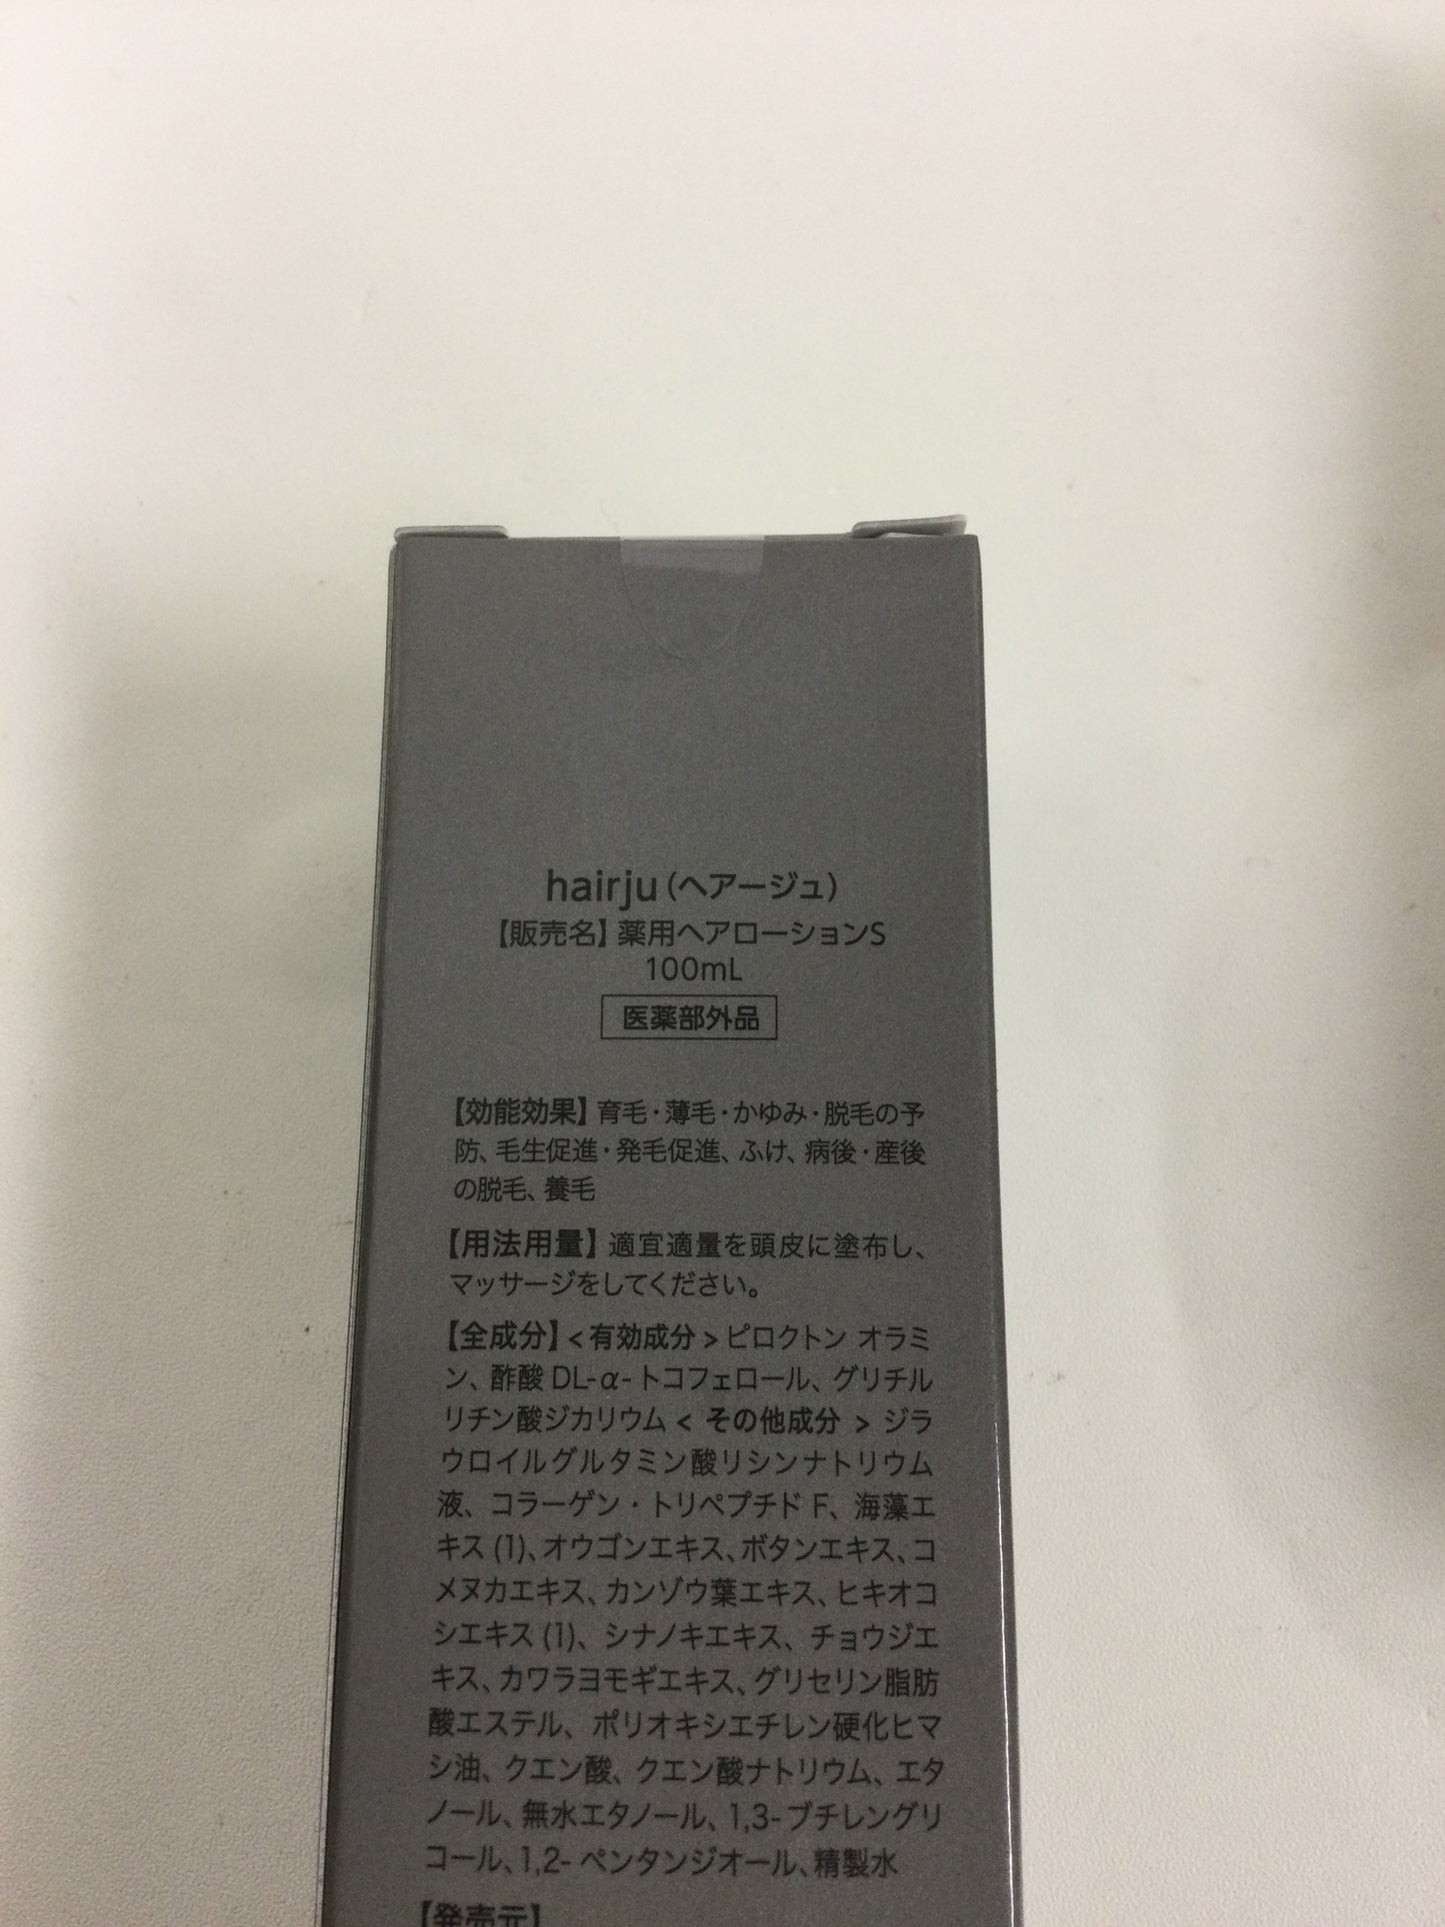 hairju(ヘアージュ)
【販売名】薬用ヘアローションS
100mL
医薬部外品
【効能効果】育毛・薄毛・かゆみ・脱毛の予
防、毛生促進・発毛促進、ふけ、病後・産後
の脱毛、養毛
【用法用量】適宜適量を頭皮に塗布し、
マッサージをしてください。
【全成分】<有効成分>ピロクトン オラミ
ン、酢酸 DL-α-トコフェロール、グリチル
リチン酸ジカリウム< その他成分 > ジラ
ウロイルグルタミン酸リシンナトリウム
液、コラーゲン・トリペプチド F、海藻エ
キス (1)、オウゴンエキス、ボタンエキス、コ
メヌカエキス、カンゾウ葉エキス、ヒキオコ
シエキス (1)、シナノキエキス、チョウジエ
キス、カワラヨモギエキス、グリセリン脂肪
酸エステル、ポリオキシエチレン硬化ヒマ
シ油、クエン酸、クエン酸ナトリウム、エタ
ノール、無水エタノール、1,3-ブチレングリ
コール、1,2-ペンタンジオール、精製水
【発売元】